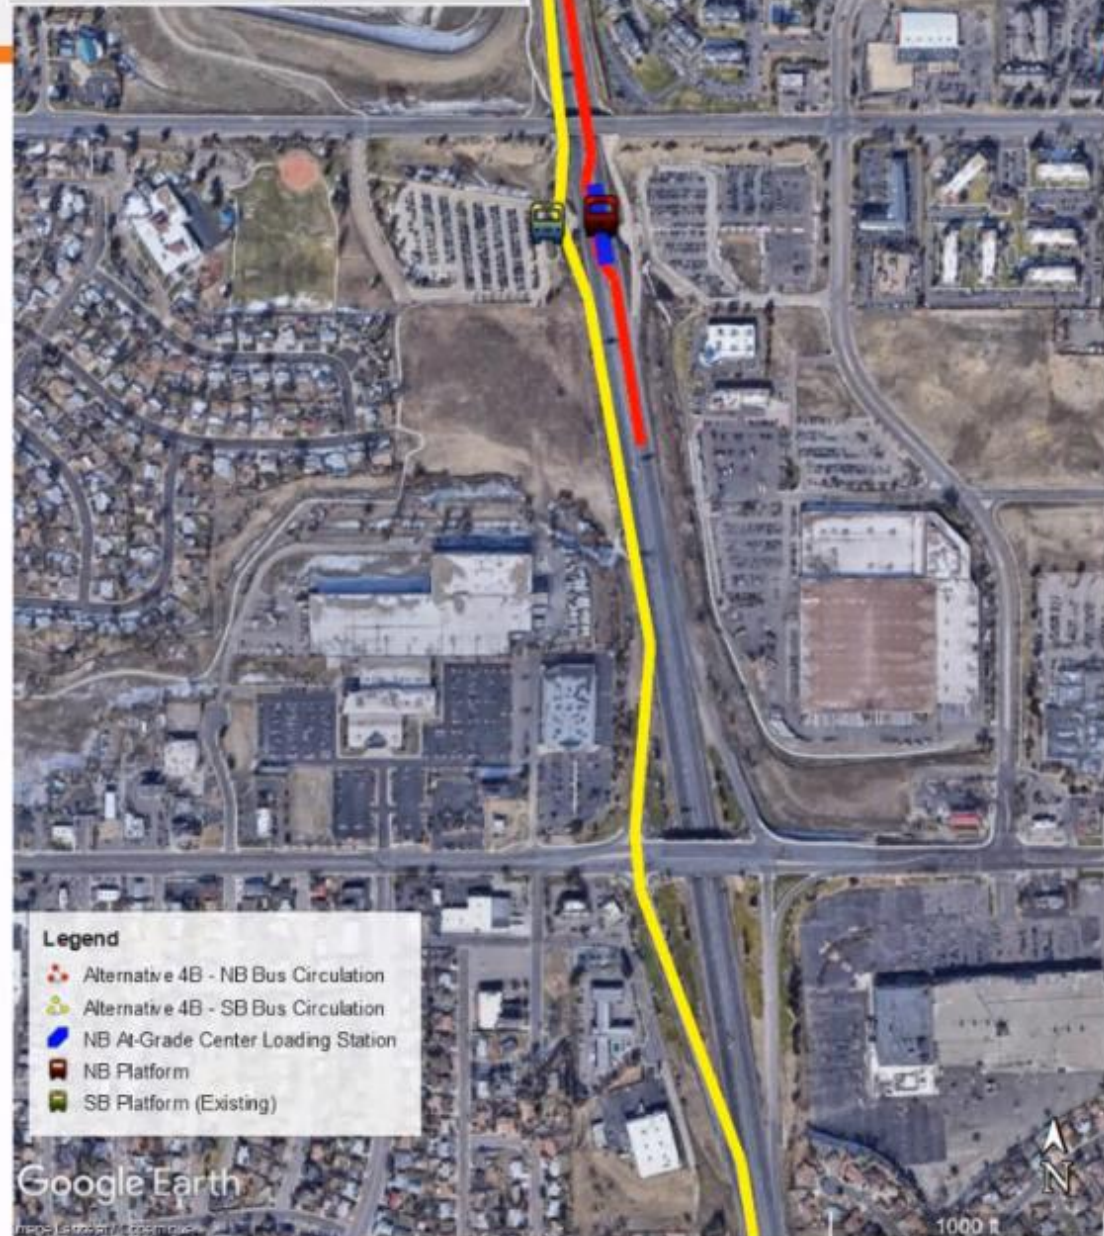 Legend
Alternative 4B - NB Bus Circulation
Alternative 4B - SB Bus Circulation
NB At-Grade Center Loading Station
NB Platform
SB Platform (Existing)
Google Earth
N
1000 ft